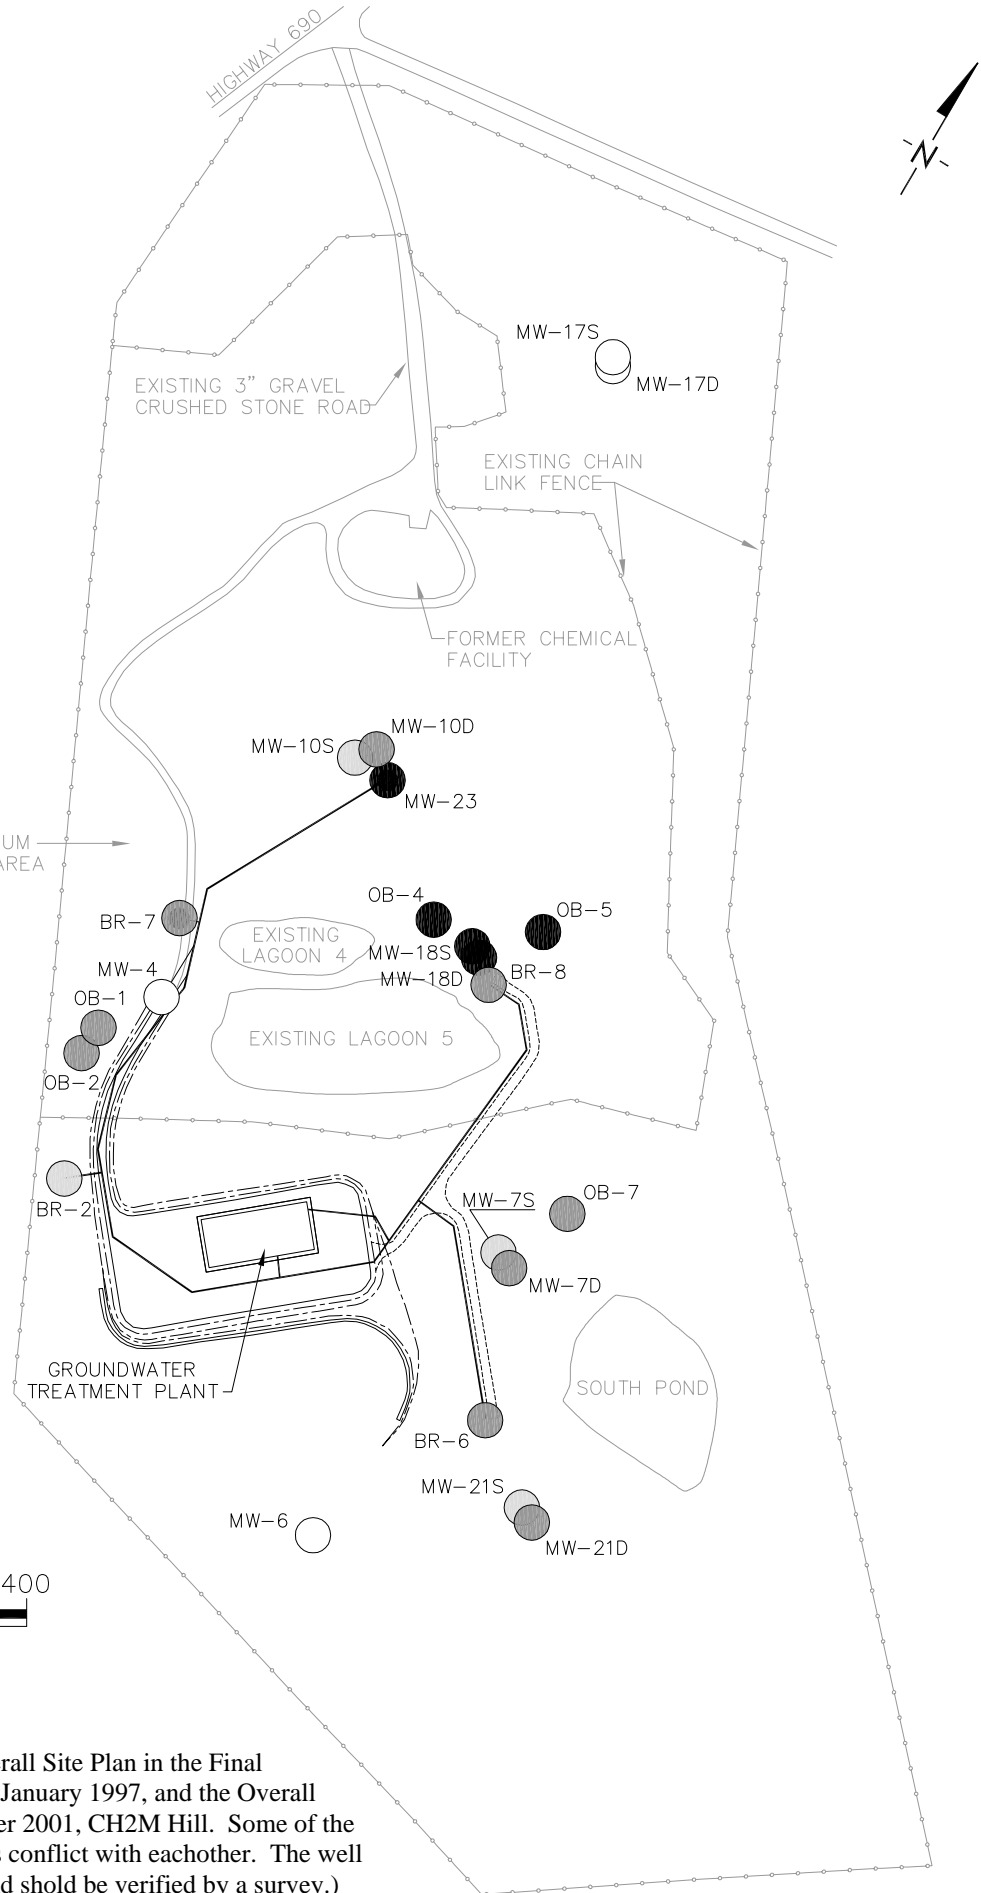 HIGHWAY 690
N
MW-17S
MW-17D
EXISTING 3" GRAVEL
CRUSHED STONE ROAD
EXISTING CHAIN
LINK FENCE
FORMER CHEMICAL
FACILITY
MW-10D
MW-10S
MW-23
UM
AREA
OB-4
OB-5
BR-7
EXISTING
LAGOON 4
MW-18S
MW-18D
BR-8
MW-4
OB-1
EXISTING LAGOON 5
OB-2
BR-2
MW-7S
OB-7
MW-7D
GROUNDWATER
TREATMENT PLANT
SOUTH POND
BR-6
MW-21S
MW-6
MW-21D
400
erall Site Plan in the Final
January 1997, and the Overall
er 2001, CH2M Hill.  Some of the
s conflict with eachother.  The well
d shold be verified by a survey.)